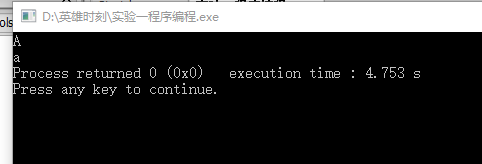 ols
D:\英雄时刻\实验一程序编程.exe
A
a
Process returned 0 (0x0)   execution time : 4.753 s
Press any key to continue.